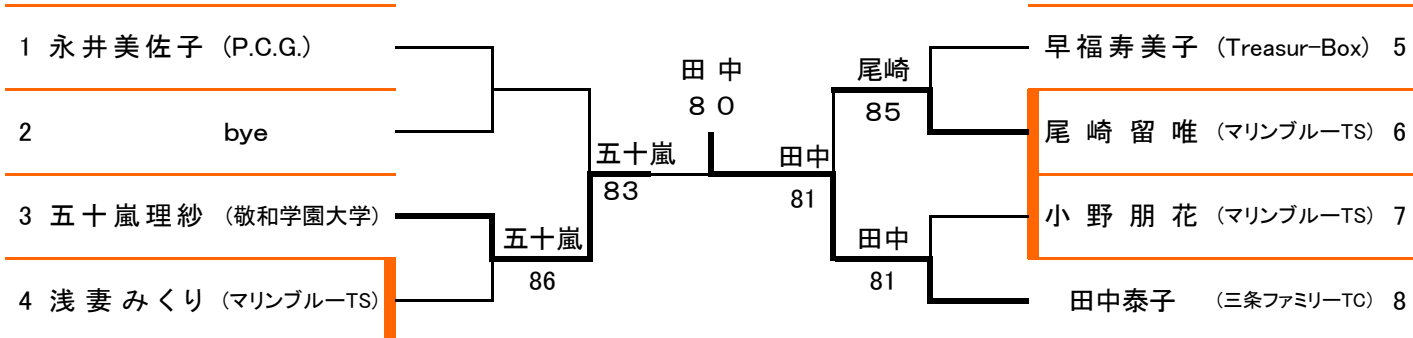 1 永井美佐子 (P.C.G.)
2 bye
3 五十嵐理紗 (敬和学園大学)
4 浅妻みくり (マリンブルーTS)
五十嵐
86
五十嵐
83
田中
８０
田中
81
尾崎
85
田中
81
早福寿美子 (Treasur-Box) 5
尾崎留唯 (マリンブルーTS) 6
小野朋花 (マリンブルーTS) 7
田中泰子 (三条ファミリーTC) 8